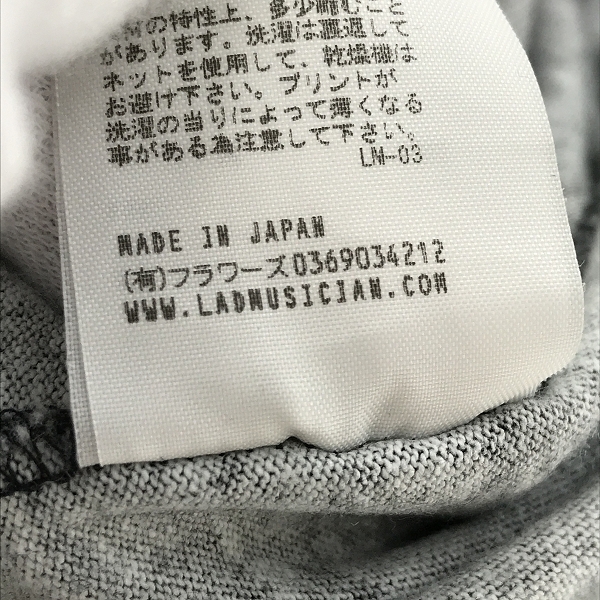 の特性上、多少縮むこと
があります。洗濯は裏返して
ネットを使用して、乾燥機は
お避け下さい。プリントが
洗濯の当りによって薄くなる
事がある為注意して下さい。
LM-03
MADE IN JAPAN
(有)フラワーズ0369034212
WWW.LADMUSICIAN.COM